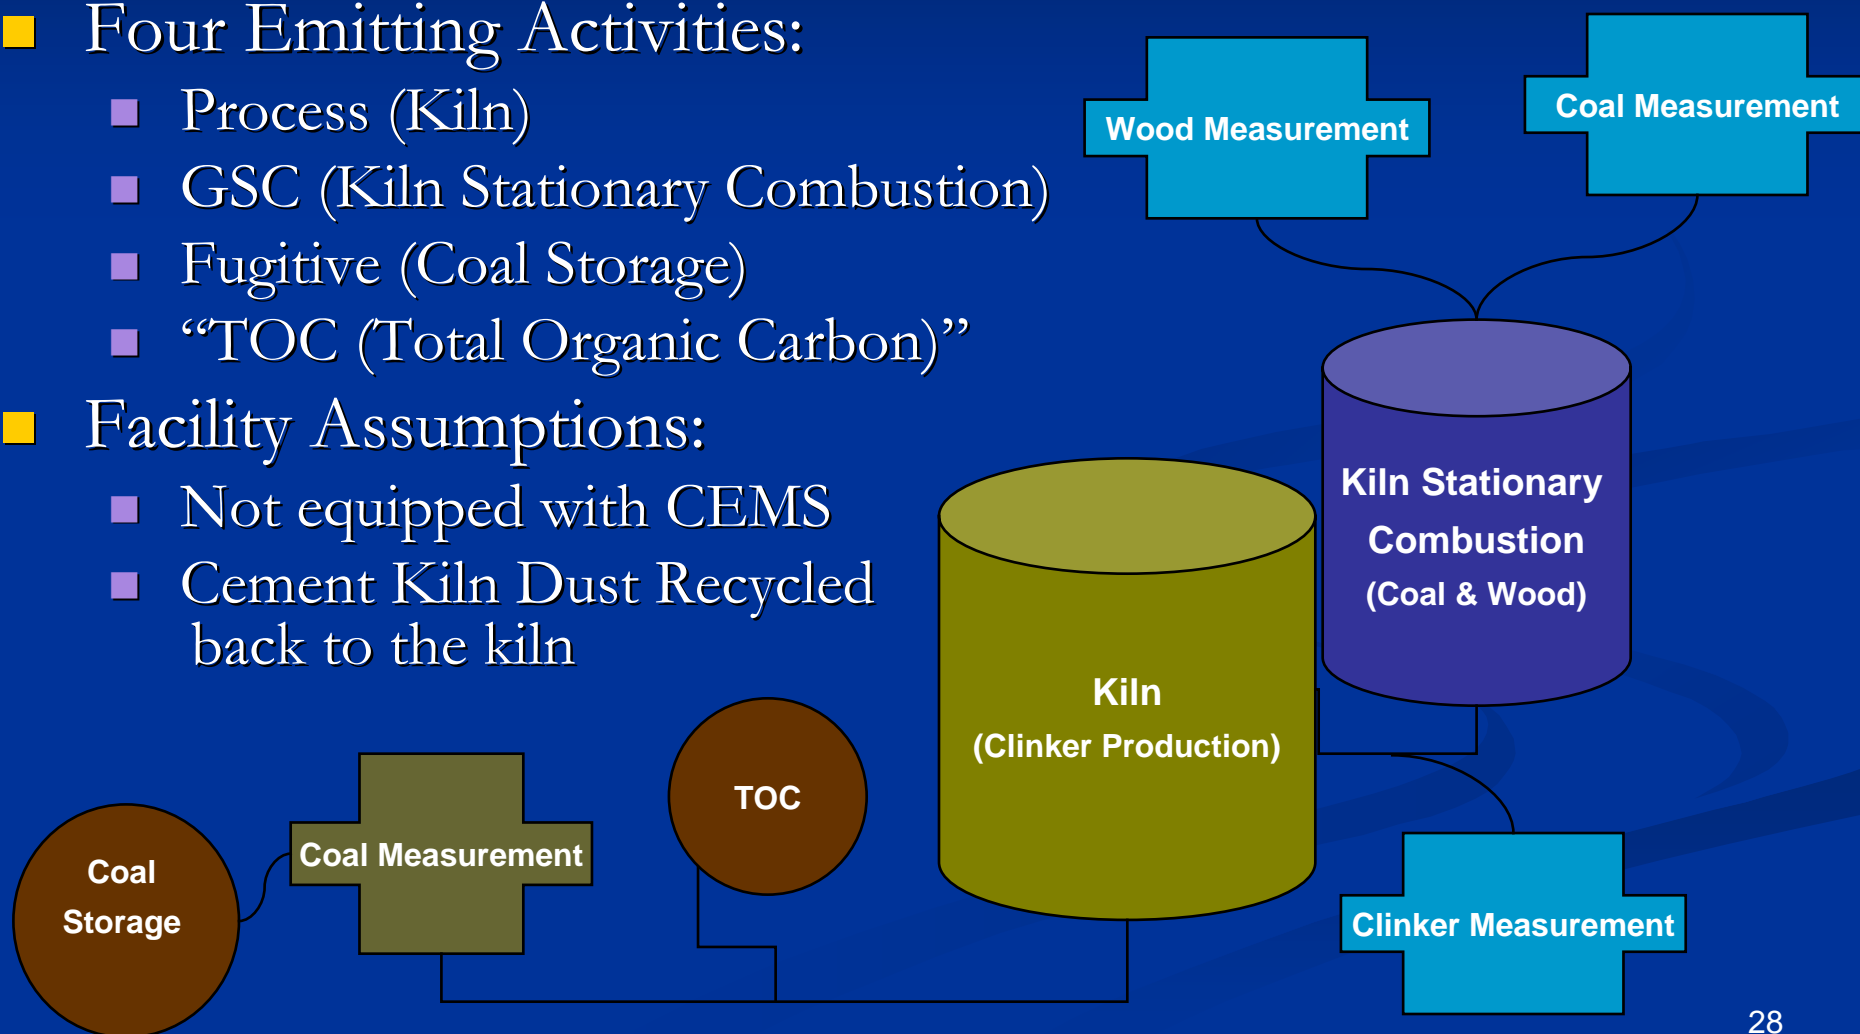 Four Emitting Activities:
Process (Kiln)
GSC (Kiln Stationary Combustion)
Fugitive (Coal Storage)
“TOC (Total Organic Carbon)”
Facility Assumptions:
Not equipped with CEMS
Cement Kiln Dust Recycled
back to the kiln
Wood Measurement
Coal Measurement
Kiln Stationary
Combustion
(Coal & Wood)
Kiln
(Clinker Production)
TOC
Coal Measurement
Coal
Storage
Clinker Measurement
28